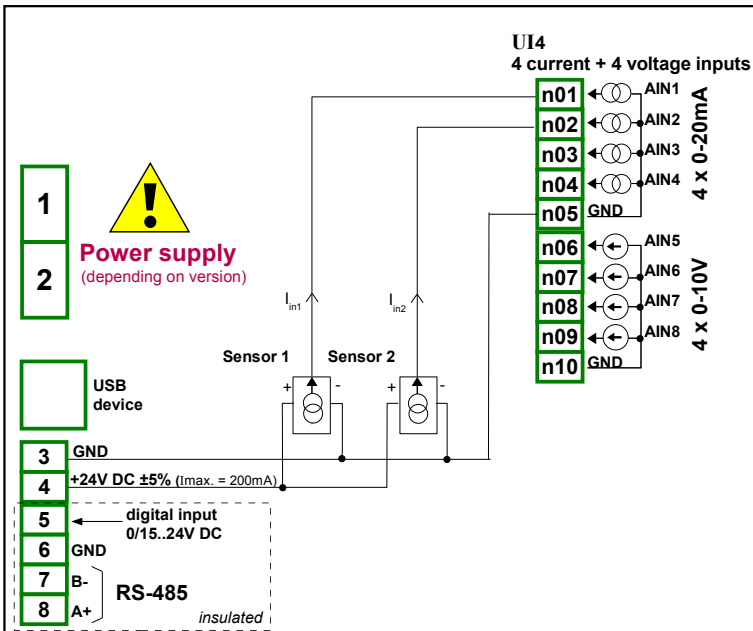 UI4
4 current + 4 voltage inputs
n01
AIN1
n02
AIN2
n03
AIN3
n04
AIN4
n05
GND
4 x 0-20mA
n06
AIN5
n07
AIN6
n08
AIN7
n09
AIN8
n10
GND
4 x 0-10V
1
2
!
Power supply
(depending on version)
Iin1
Iin2
Sensor 1
Sensor 2
+
-
+
-
USB
device
3
GND
4
+24V DC ±5% (Imax. = 200mA)
5
digital input
0/15..24V DC
6
GND
7
B-
8
A+
RS-485
insulated